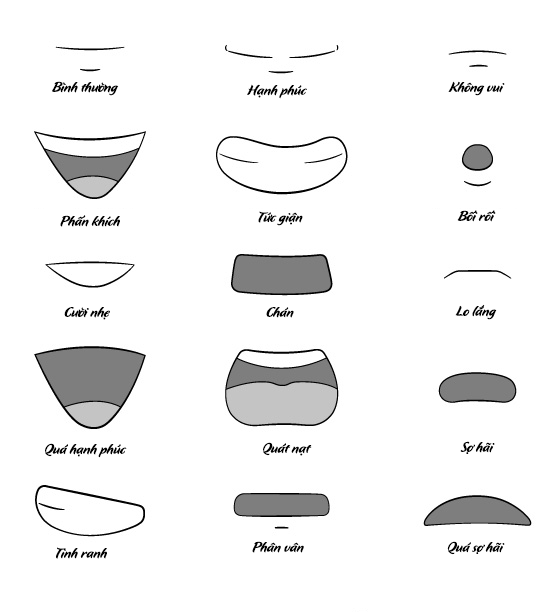 Bình thường
Hạnh phúc
Không vui
Phấn khích
Tức giận
Bối rối
Cười nhẹ
Chán
Lo lắng
Quá hạnh phúc
Quát nạt
Sợ hãi
Tinh ranh
Phân vân
Quá sợ hãi